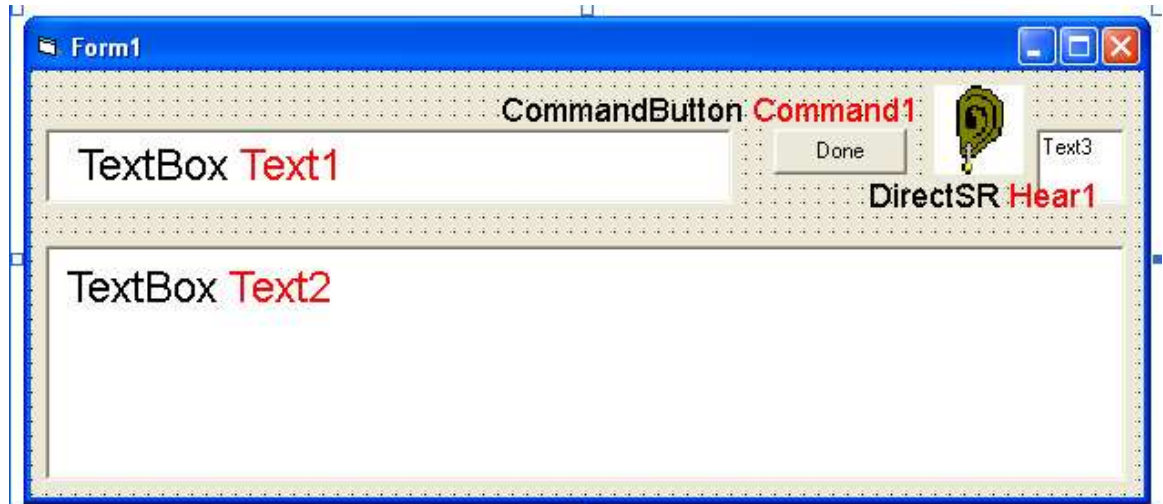 Form1
CommandButton Command1
TextBox Text1
Done
Text3
DirectSR Hear1
TextBox Text2